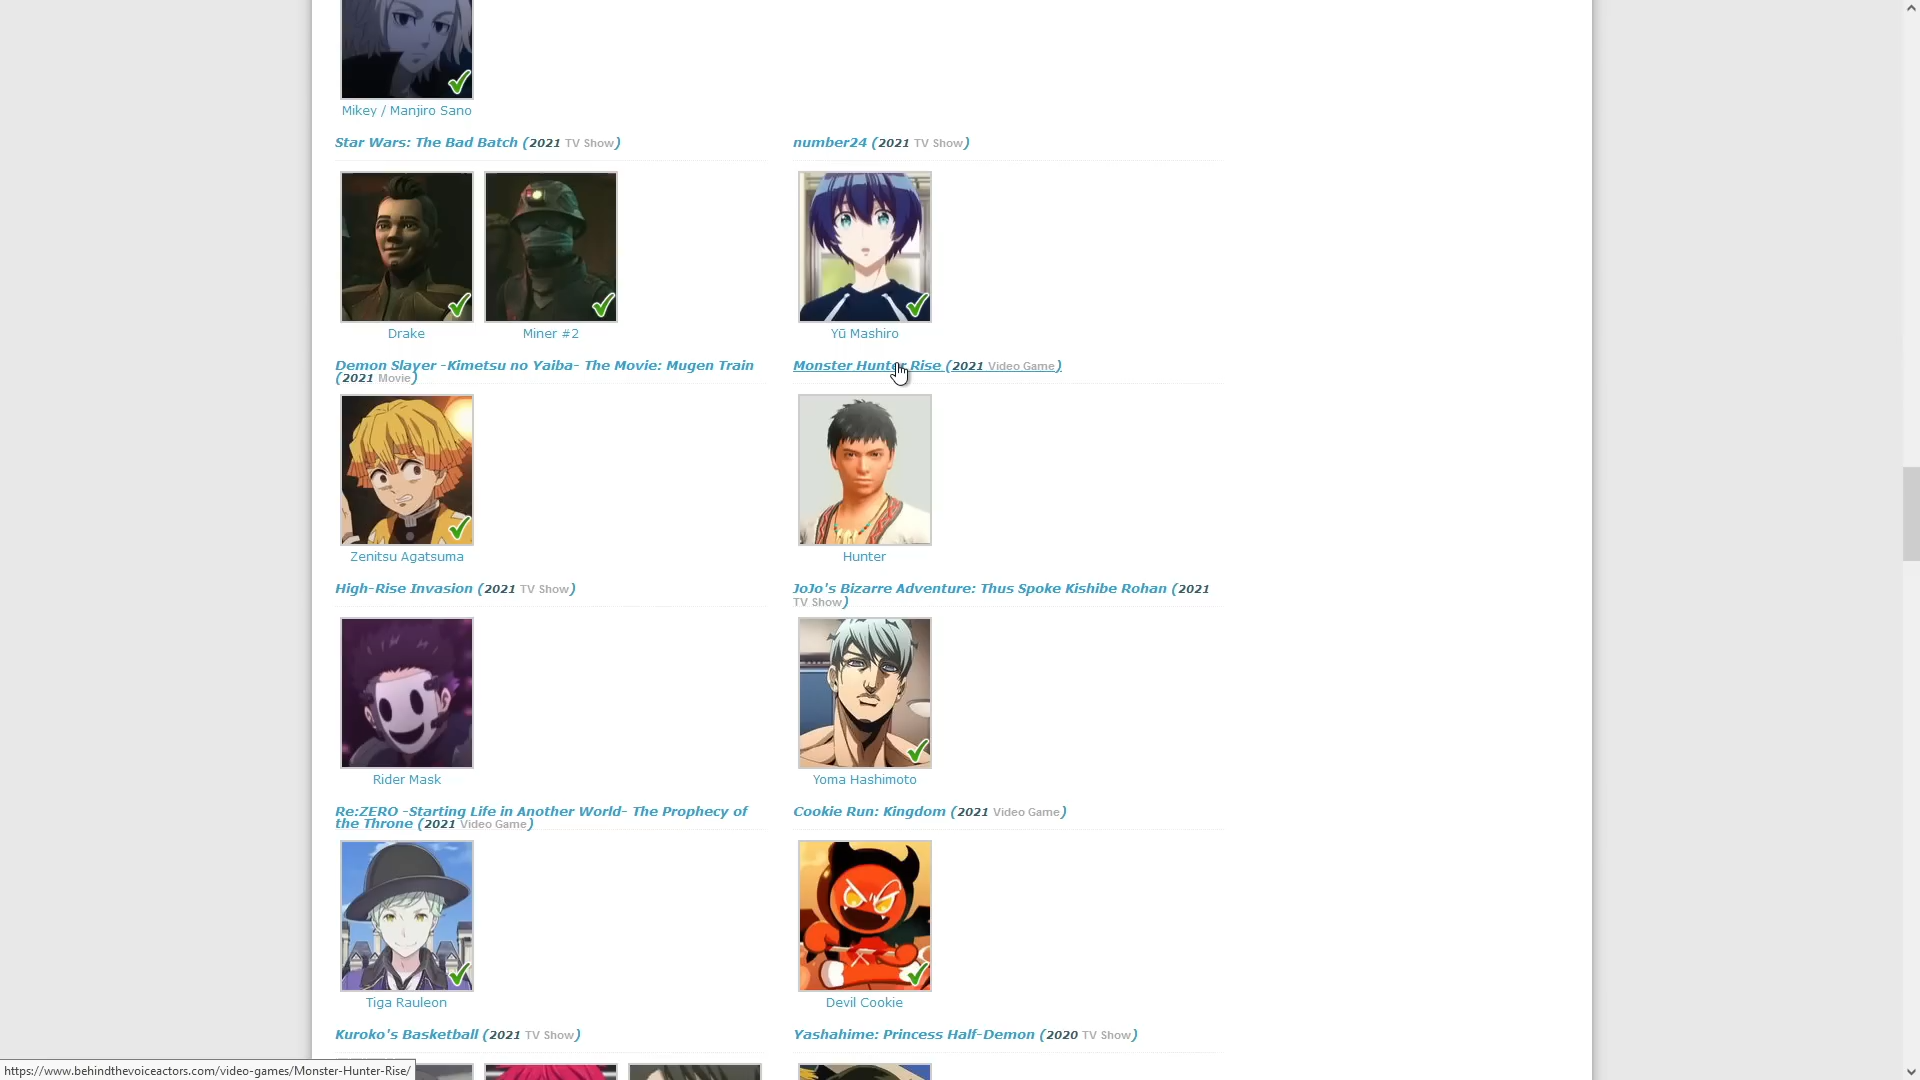 Mikey / Manjiro Sano
Star Wars: The Bad Batch (2021 TV Show)
number24 (2021 TV Show)
Drake
Miner #2
Yū Mashiro
Demon Slayer -Kimetsu no Yaiba- The Movie: Mugen Train
(2021 Movie)
Monster Hunter Rise (2021 Video Game)
Zenitsu Agatsuma
Hunter
High-Rise Invasion (2021 TV Show)
JoJo's Bizarre Adventure: Thus Spoke Kishibe Rohan (2021
TV Show)
Rider Mask
Yoma Hashimoto
Re:ZERO -Starting Life in Another World- The Prophecy of
the Throne (2021 Video Game)
Cookie Run: Kingdom (2021 Video Game)
Tiga Rauleon
Devil Cookie
Kuroko's Basketball (2021 TV Show)
Yashahime: Princess Half-Demon (2020 TV Show)
https://www.behindthevoiceactors.com/video-games/Monster-Hunter-Rise/